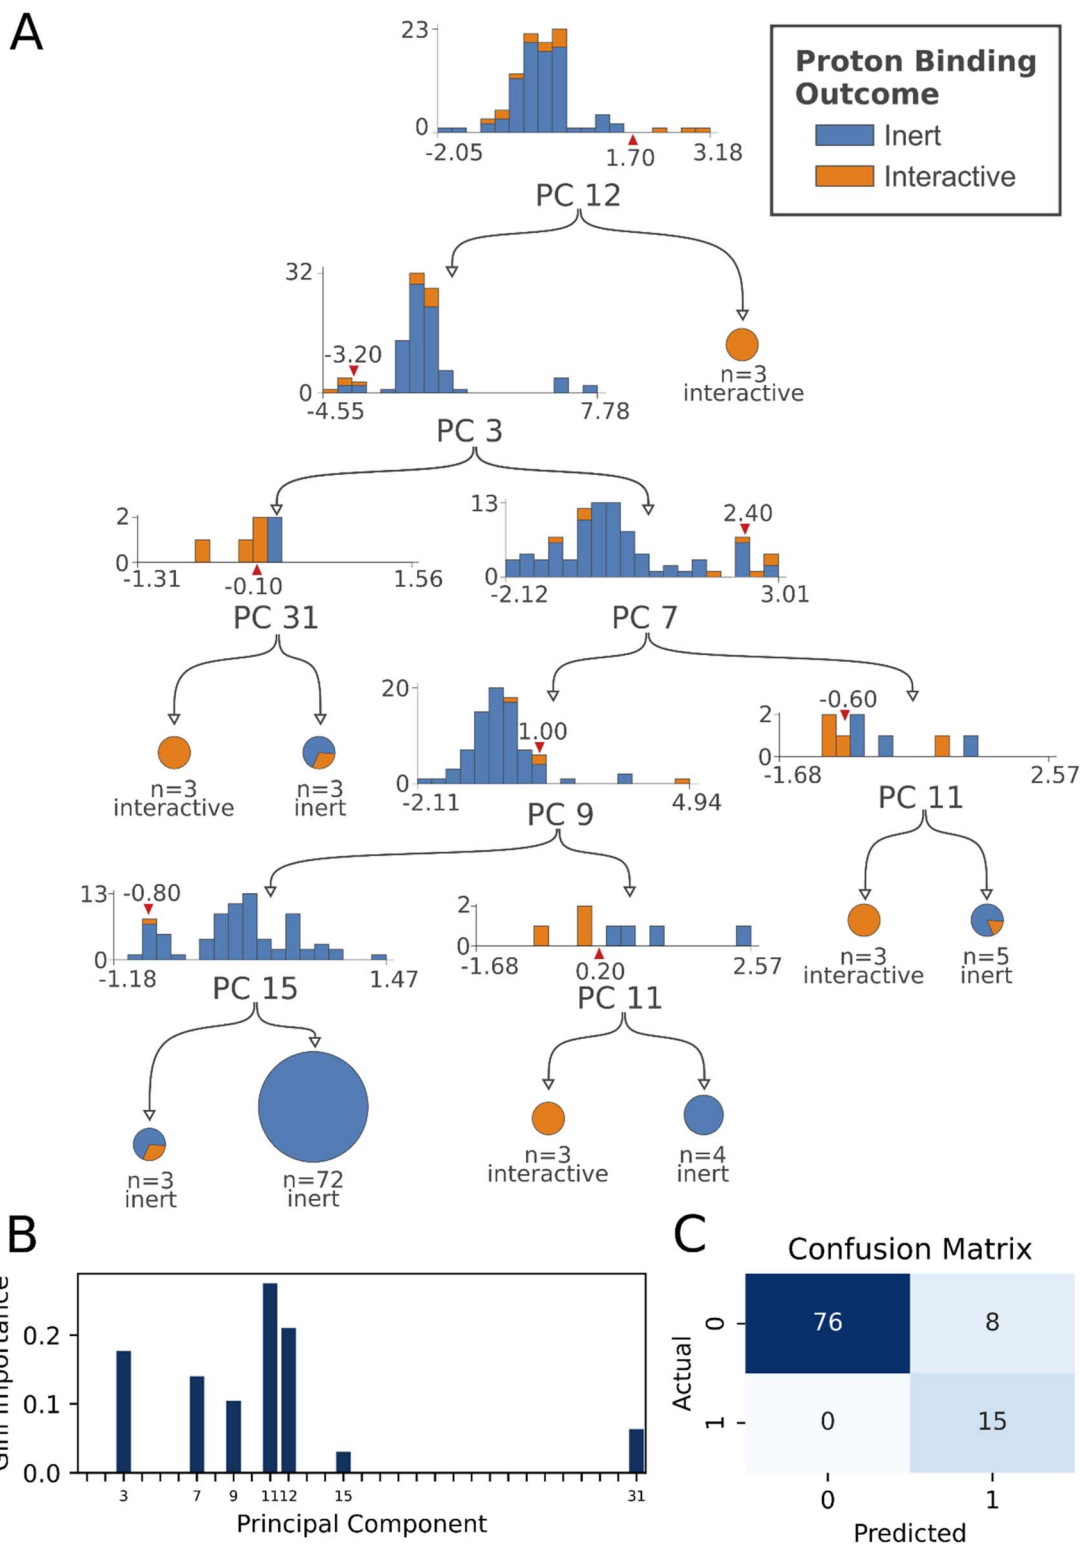 A
23
0
-2.05
1.70
3.18
PC 12
Proton Binding
Outcome
Inert
Interactive
32
-3.20
0
-4.55
7.78
PC 3
n=3
interactive
2
0
-1.31
-0.10
1.56
PC 31
13
2.40
0
-2.12
3.01
PC 7
n=3
interactive
n=3
inert
20
1.00
0
-2.11
4.94
PC 9
-0.60
2
0
-1.68
2.57
PC 11
13
-0.80
0
-1.18
1.47
PC 15
2
0
-1.68
0.20
2.57
PC 11
n=3
interactive
n=5
inert
n=3
inert
n=72
inert
n=3
interactive
n=4
inert
B
Importance
0.2
0.1
0.0
3
7
9
11
12
15
31
Principal Component
C
Confusion Matrix
Actual
0
76
8
1
0
15
0
1
Predicted